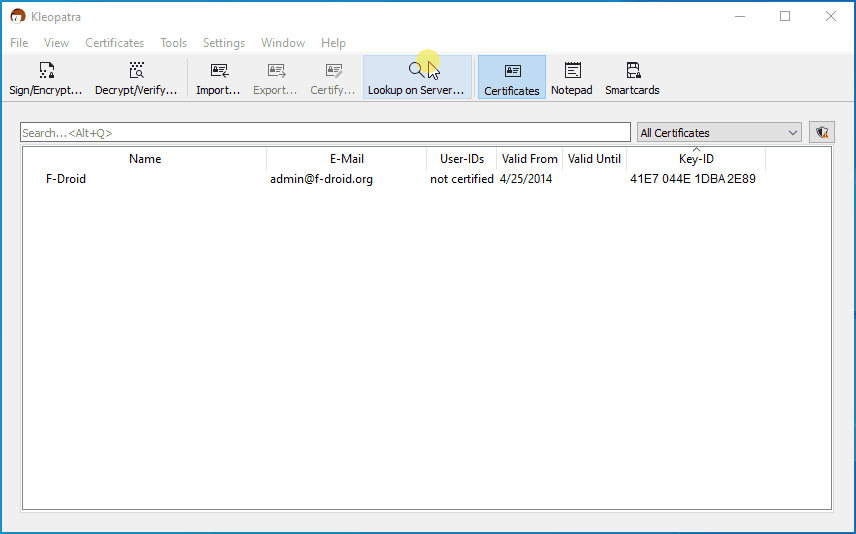 Kleopatra
File View Certificates Tools Settings Window Help
Sign/Encrypt... Decrypt/Verify... Import... Export... Certify... Lookup on Server... Certificates Notepad Smartcards
Search...<Alt+Q> All Certificates
Name E-Mail User-IDs Valid From Valid Until Key-ID
F-Droid admin@f-droid.org not certified 4/25/2014 41E7 044E 1DBA 2E89